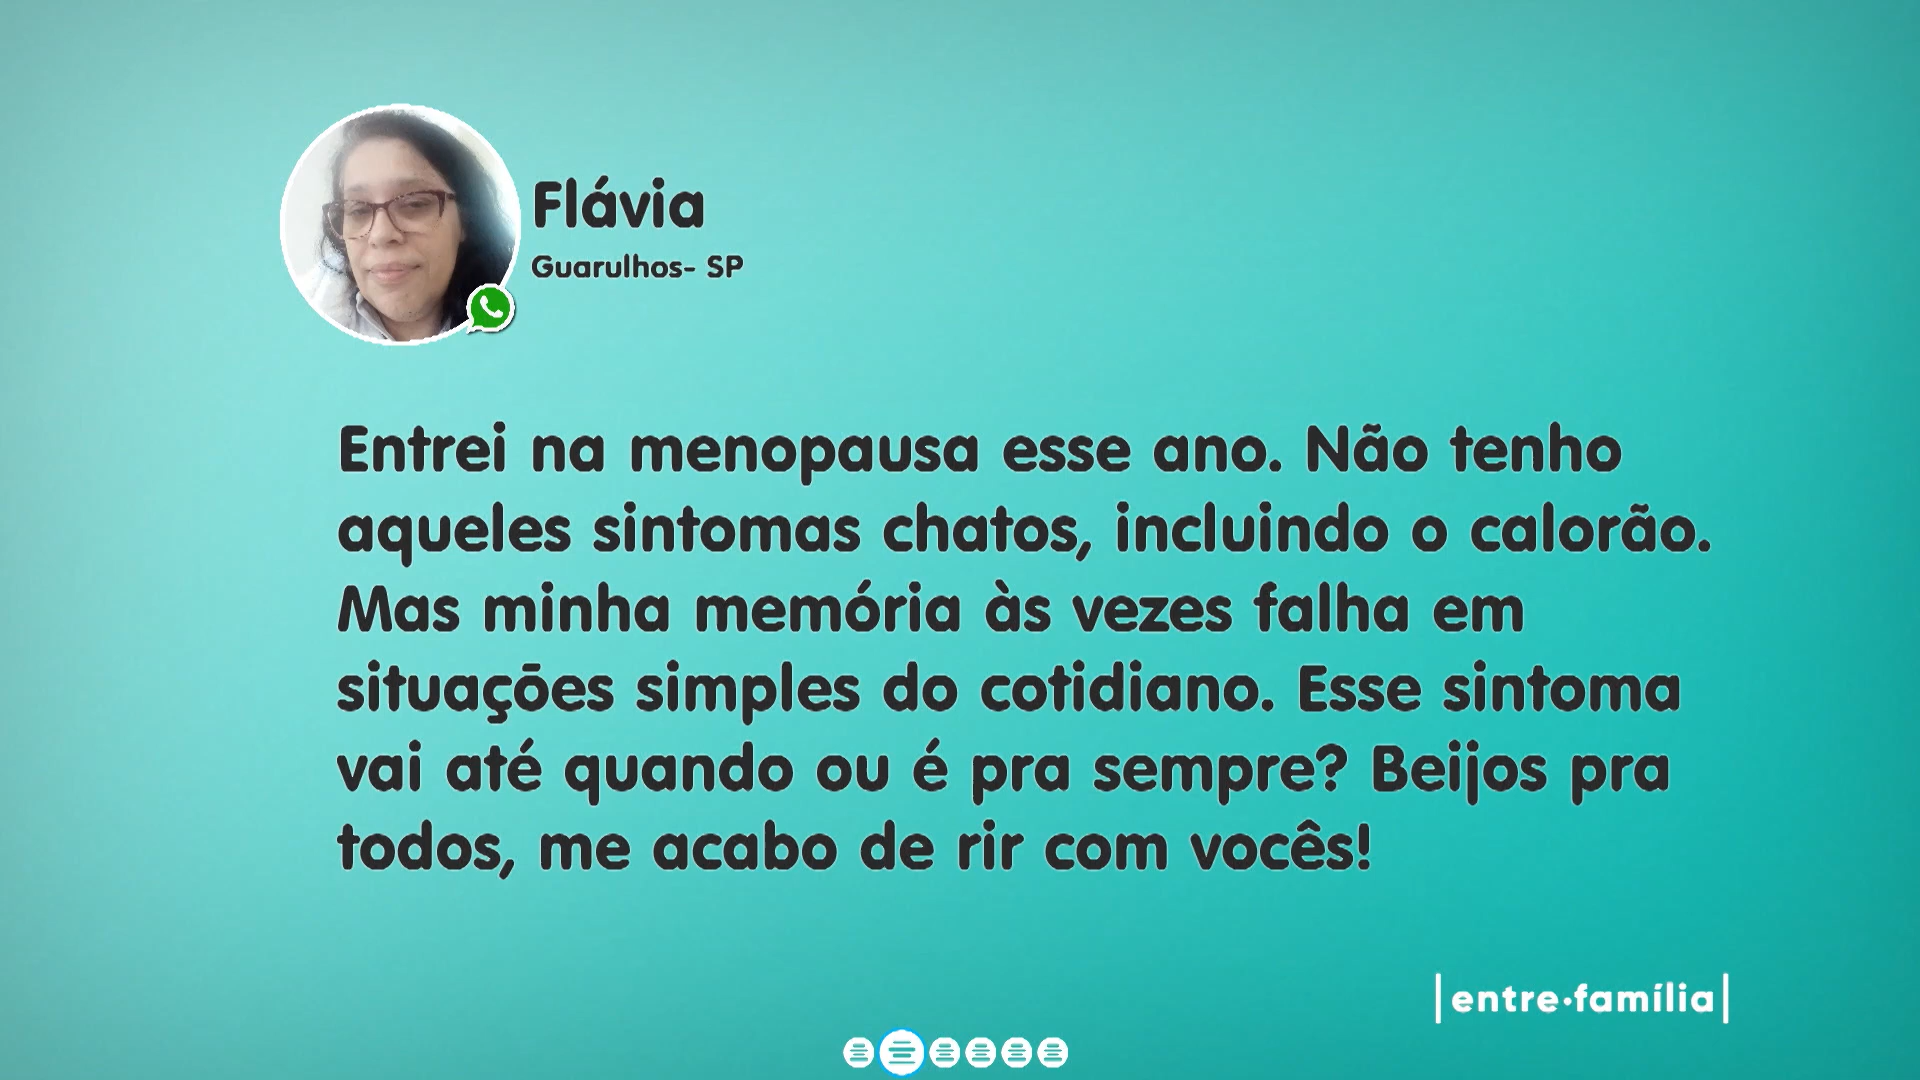 Flávia
Guarulhos- SP
Entrei na menopausa esse ano. Não tenho
aqueles sintomas chatos, incluindo o calorão.
Mas minha memória às vezes falha em
situações simples do cotidiano. Esse sintoma
vai até quando ou é pra sempre? Beijos pra
todos, me acabo de rir com vocês!
|entre·família|